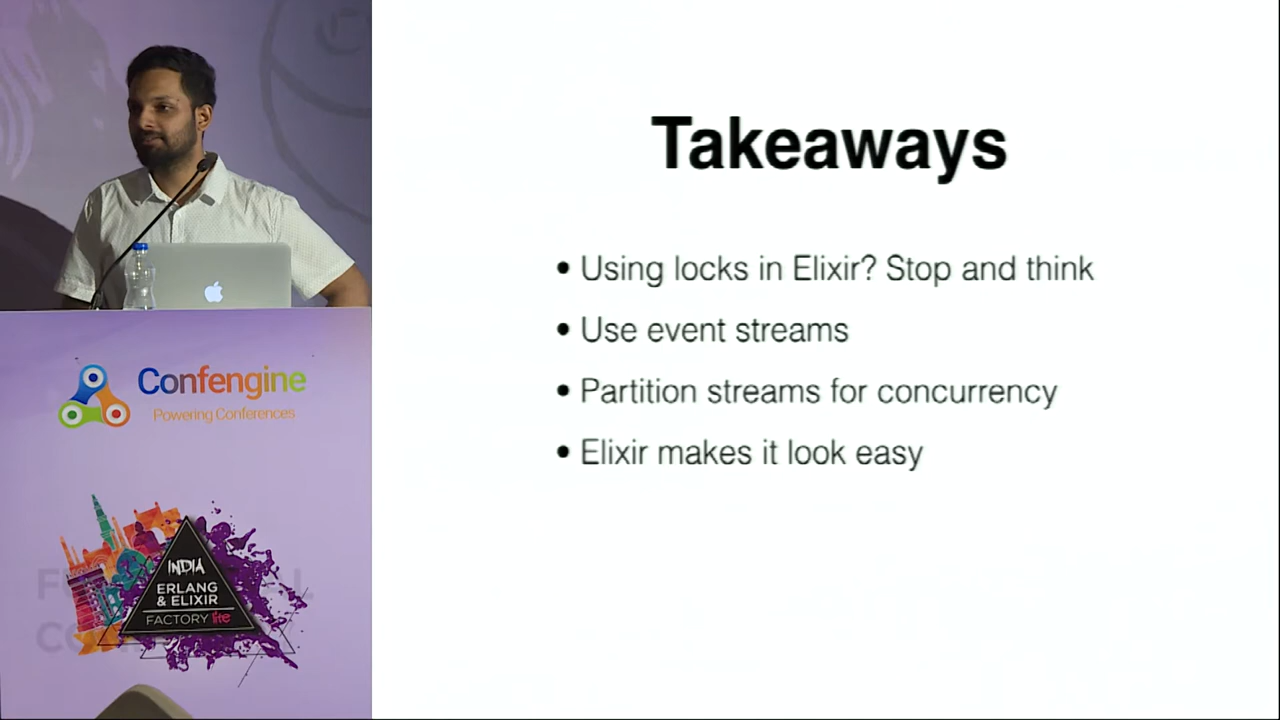 Takeaways
• Using locks in Elixir? Stop and think
• Use event streams
• Partition streams for concurrency
• Elixir makes it look easy
Confengine
Powering Conferences
INDIA
ERLANG
& ELIXIR
FACTORY lite